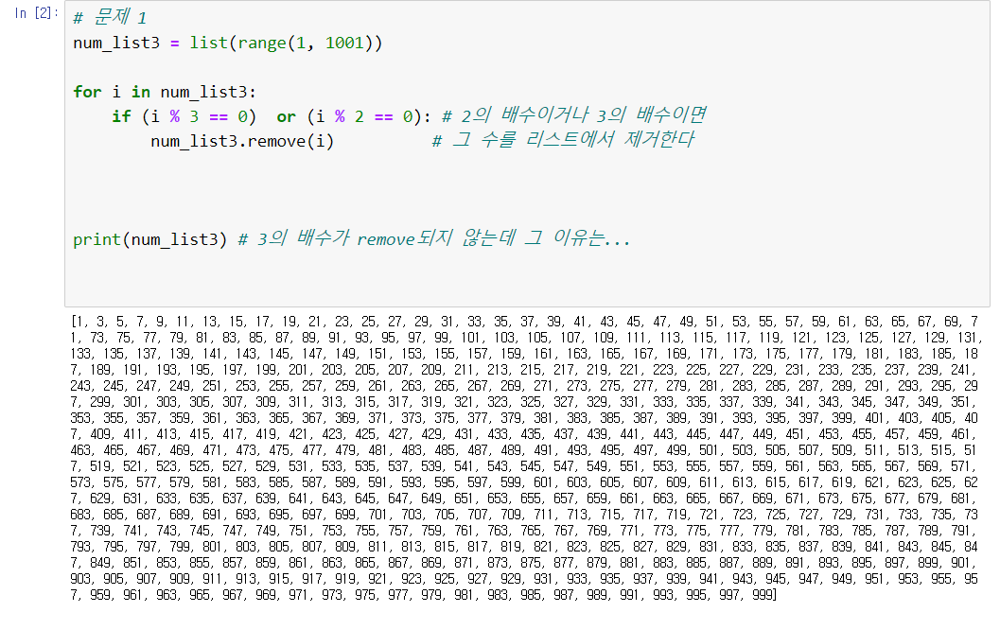 In [2]:
# 문제 1
num_list3 = list(range(1, 1001))
for i in num_list3:
if (i % 3 == 0)  or (i % 2 == 0): # 2의 배수이거나 3의 배수이면
num_list3.remove(i)          # 그 수를 리스트에서 제거한다
print(num_list3) # 3의 배수가 remove되지 않는데 그 이유는...
[1, 3, 5, 7, 9, 11, 13, 15, 17, 19, 21, 23, 25, 27, 29, 31, 33, 35, 37, 39, 41, 43, 45, 47, 49, 51, 53, 55, 57, 59, 61, 63, 65, 67, 69, 7
1, 73, 75, 77, 79, 81, 83, 85, 87, 89, 91, 93, 95, 97, 99, 101, 103, 105, 107, 109, 111, 113, 115, 117, 119, 121, 123, 125, 127, 129, 131,
133, 135, 137, 139, 141, 143, 145, 147, 149, 151, 153, 155, 157, 159, 161, 163, 165, 167, 169, 171, 173, 175, 177, 179, 181, 183, 185, 18
7, 189, 191, 193, 195, 197, 199, 201, 203, 205, 207, 209, 211, 213, 215, 217, 219, 221, 223, 225, 227, 229, 231, 233, 235, 237, 239, 241,
243, 245, 247, 249, 251, 253, 255, 257, 259, 261, 263, 265, 267, 269, 271, 273, 275, 277, 279, 281, 283, 285, 287, 289, 291, 293, 295, 29
7, 299, 301, 303, 305, 307, 309, 311, 313, 315, 317, 319, 321, 323, 325, 327, 329, 331, 333, 335, 337, 339, 341, 343, 345, 347, 349, 351,
353, 355, 357, 359, 361, 363, 365, 367, 369, 371, 373, 375, 377, 379, 381, 383, 385, 387, 389, 391, 393, 395, 397, 399, 401, 403, 405, 40
7, 409, 411, 413, 415, 417, 419, 421, 423, 425, 427, 429, 431, 433, 435, 437, 439, 441, 443, 445, 447, 449, 451, 453, 455, 457, 459, 461,
463, 465, 467, 469, 471, 473, 475, 477, 479, 481, 483, 485, 487, 489, 491, 493, 495, 497, 499, 501, 503, 505, 507, 509, 511, 513, 515, 51
7, 519, 521, 523, 525, 527, 529, 531, 533, 535, 537, 539, 541, 543, 545, 547, 549, 551, 553, 555, 557, 559, 561, 563, 565, 567, 569, 571,
573, 575, 577, 579, 581, 583, 585, 587, 589, 591, 593, 595, 597, 599, 601, 603, 605, 607, 609, 611, 613, 615, 617, 619, 621, 623, 625, 62
7, 629, 631, 633, 635, 637, 639, 641, 643, 645, 647, 649, 651, 653, 655, 657, 659, 661, 663, 665, 667, 669, 671, 673, 675, 677, 679, 681,
683, 685, 687, 689, 691, 693, 695, 697, 699, 701, 703, 705, 707, 709, 711, 713, 715, 717, 719, 721, 723, 725, 727, 729, 731, 733, 735, 73
7, 739, 741, 743, 745, 747, 749, 751, 753, 755, 757, 759, 761, 763, 765, 767, 769, 771, 773, 775, 777, 779, 781, 783, 785, 787, 789, 791,
793, 795, 797, 799, 801, 803, 805, 807, 809, 811, 813, 815, 817, 819, 821, 823, 825, 827, 829, 831, 833, 835, 837, 839, 841, 843, 845, 84
7, 849, 851, 853, 855, 857, 859, 861, 863, 865, 867, 869, 871, 873, 875, 877, 879, 881, 883, 885, 887, 889, 891, 893, 895, 897, 899, 901,
903, 905, 907, 909, 911, 913, 915, 917, 919, 921, 923, 925, 927, 929, 931, 933, 935, 937, 939, 941, 943, 945, 947, 949, 951, 953, 955, 95
7, 959, 961, 963, 965, 967, 969, 971, 973, 975, 977, 979, 981, 983, 985, 987, 989, 991, 993, 995, 997, 999]